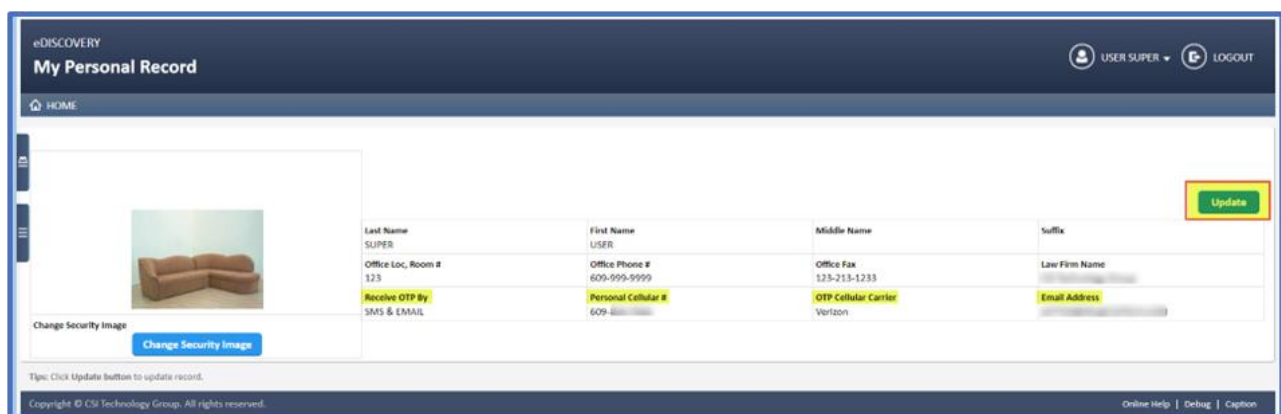 eDISCOVERY
My Personal Record
USER SUPER
LOGOUT
HOME
Update
Last Name First Name Middle Name Suffix
SUPER USER
Office Loc, Room # Office Phone # Office Fax Law Firm Name
123 609-999-9999 123-213-1233
Receive OTP By Personal Cellular # OTP Cellular Carrier Email Address
SMS & EMAIL 609- Verizon
Change Security Image
Change Security Image
Tips: Click Update button to update record.
Copyright © CSI Technology Group. All rights reserved. Online Help | Debug | Caption